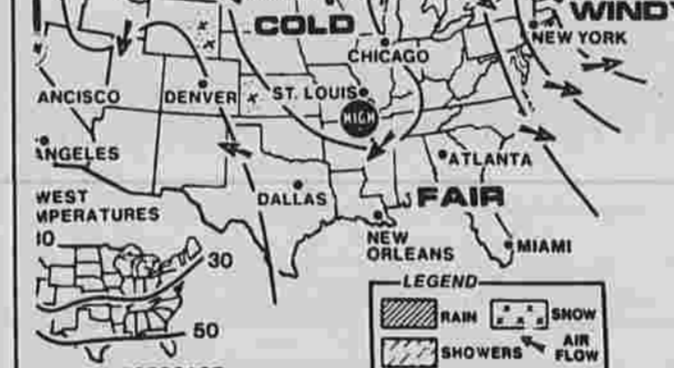 WINDY
COLD
NEW YORK
CHICAGO
ANCISCO
DENVER
ST. LOUIS
HIGH
ANGELES
ATLANTA
DALLAS
FAIR
WEST
MPERATURES
NEW
ORLEANS
MIAMI
10
30
50
LEGEND
RAIN
SNOW
SHOWERS
AIR
FLOW